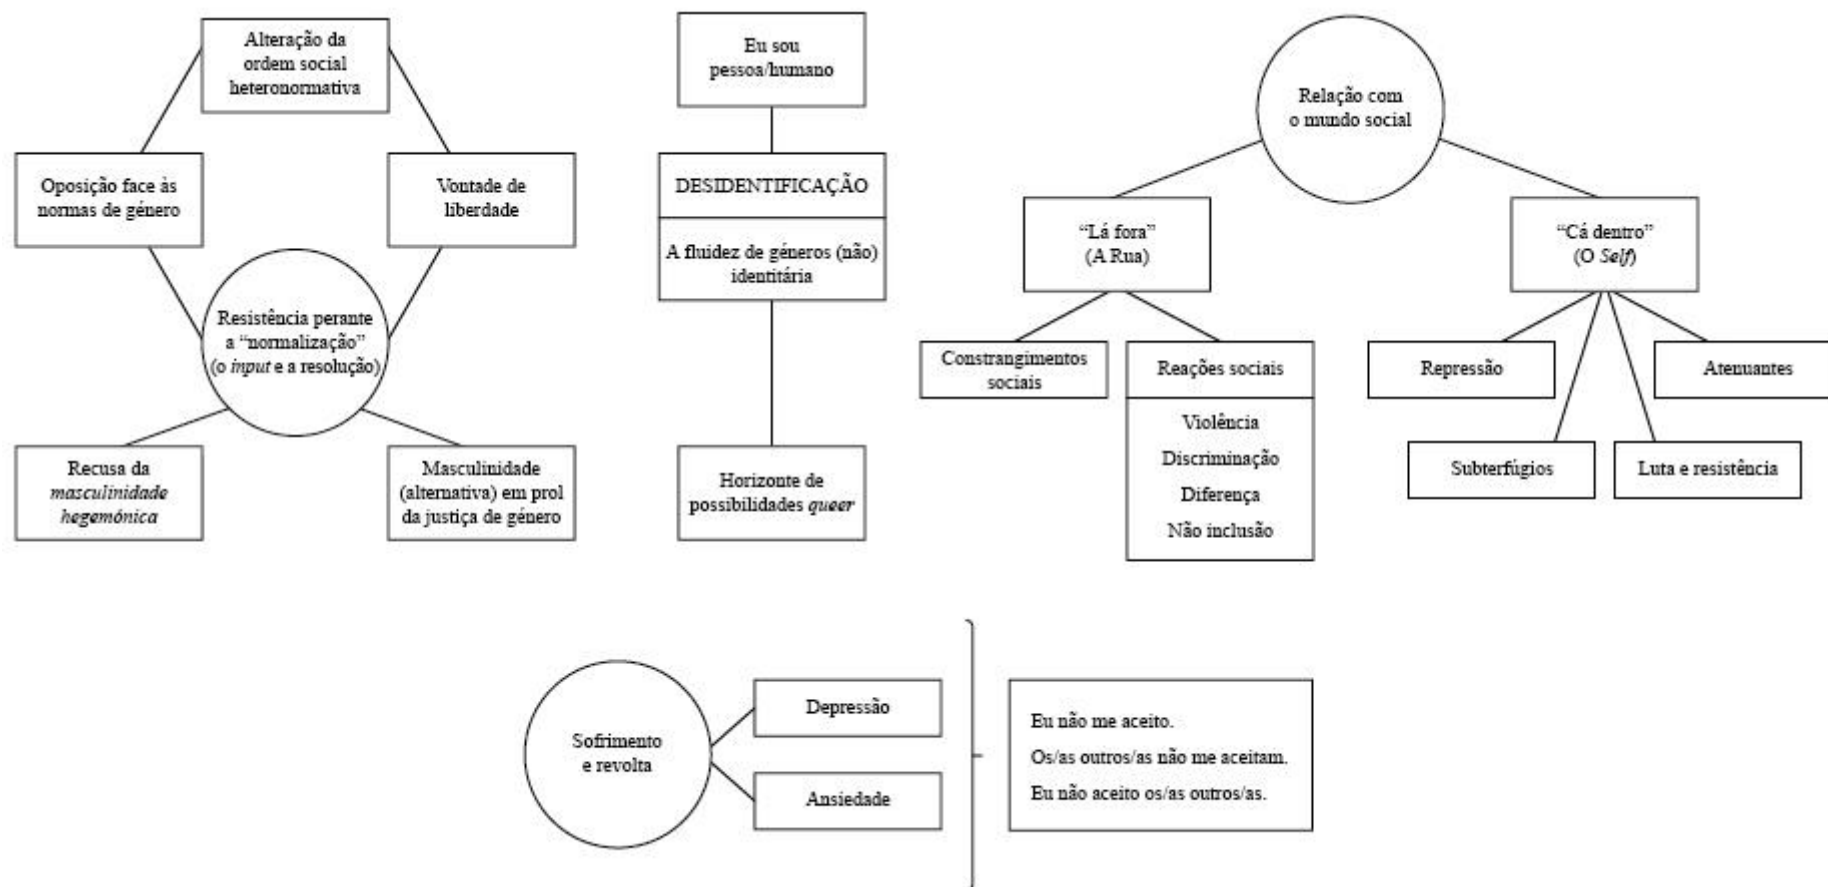 Alteração da
ordem social
heteronormativa
Oposição face às
normas de género
Vontade de
liberdade
Resistência perante
a “normalização”
(o input e a resolução)
Recusa da
masculinidade
hegemónica
Masculinidade
(alternativa) em prol
da justiça de género
Eu sou
pessoa/humano
DESIDENTIFICAÇÃO
A fluidez de géneros (não)
identitária
Horizonte de
possibilidades queer
Relação com
o mundo social
“Lá fora”
(A Rua)
“Cá dentro”
(O Self)
Constrangimentos
sociais
Reações sociais
Violência
Discriminação
Diferença
Não inclusão
Repressão
Atenuantes
Subterfúgios
Luta e resistência
Sofrimento
e revolta
Depressão
Ansiedade
Eu não me aceito.
Os/as outros/as não me aceitam.
Eu não aceito os/as outros/as.